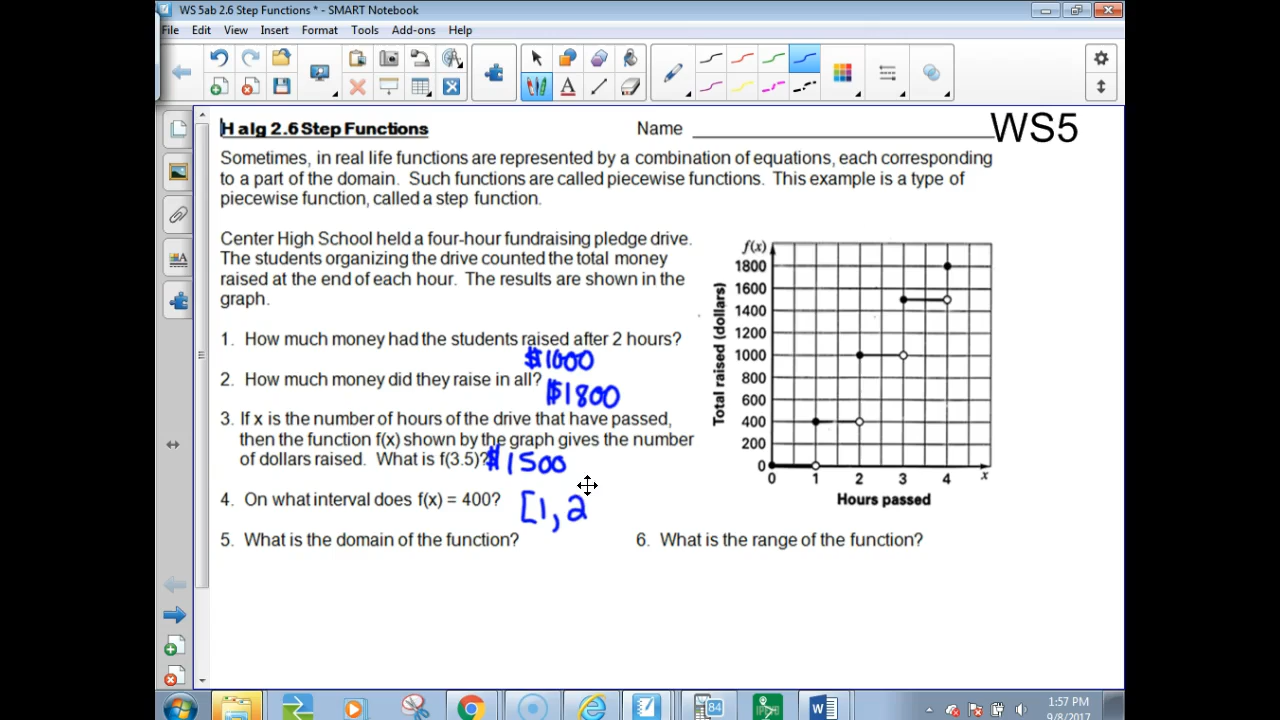 WS 5ab 2.6 Step Functions * - SMART Notebook
File Edit View Insert Format Tools Add-ons Help
H alg 2.6 Step Functions Name ____________________ WS5
Sometimes, in real life functions are represented by a combination of equations, each corresponding
to a part of the domain. Such functions are called piecewise functions. This example is a type of
piecewise function, called a step function.
Center High School held a four-hour fundraising pledge drive.
The students organizing the drive counted the total money
raised at the end of each hour. The results are shown in the
graph.
1. How much money had the students raised after 2 hours?
$1000
2. How much money did they raise in all?
$1800
3. If x is the number of hours of the drive that have passed,
then the function f(x) shown by the graph gives the number
of dollars raised. What is f(3.5)? $1500
4. On what interval does f(x) = 400? [1, 2
5. What is the domain of the function? 6. What is the range of the function?
f(x)
1800
1600
1400
1200
1000
800
600
400
200
0
Total raised (dollars)
0 1 2 3 4 x
Hours passed
84
1:57 PM
9/8/2017